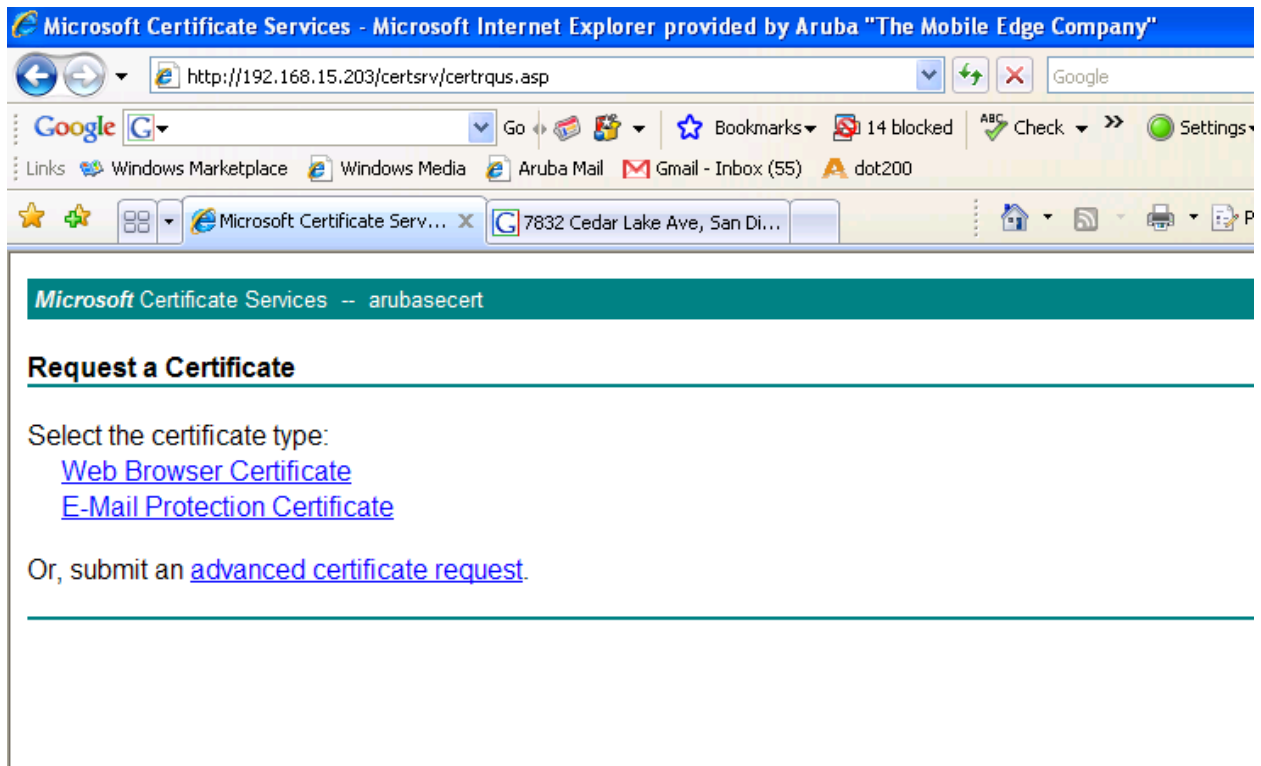 Microsoft Certificate Services - Microsoft Internet Explorer provided by Aruba "The Mobile Edge Company"
http://192.168.15.203/certsrv/certrqus.asp Google
Google G Go Bookmarks 14 blocked ABC Check >> Settings
Links Windows Marketplace Windows Media Aruba Mail Gmail - Inbox (55) dot200
Microsoft Certificate Serv... X G 7832 Cedar Lake Ave, San Di... P
Microsoft Certificate Services -- arubasecert
Request a Certificate
Select the certificate type:
Web Browser Certificate
E-Mail Protection Certificate
Or, submit an advanced certificate request.